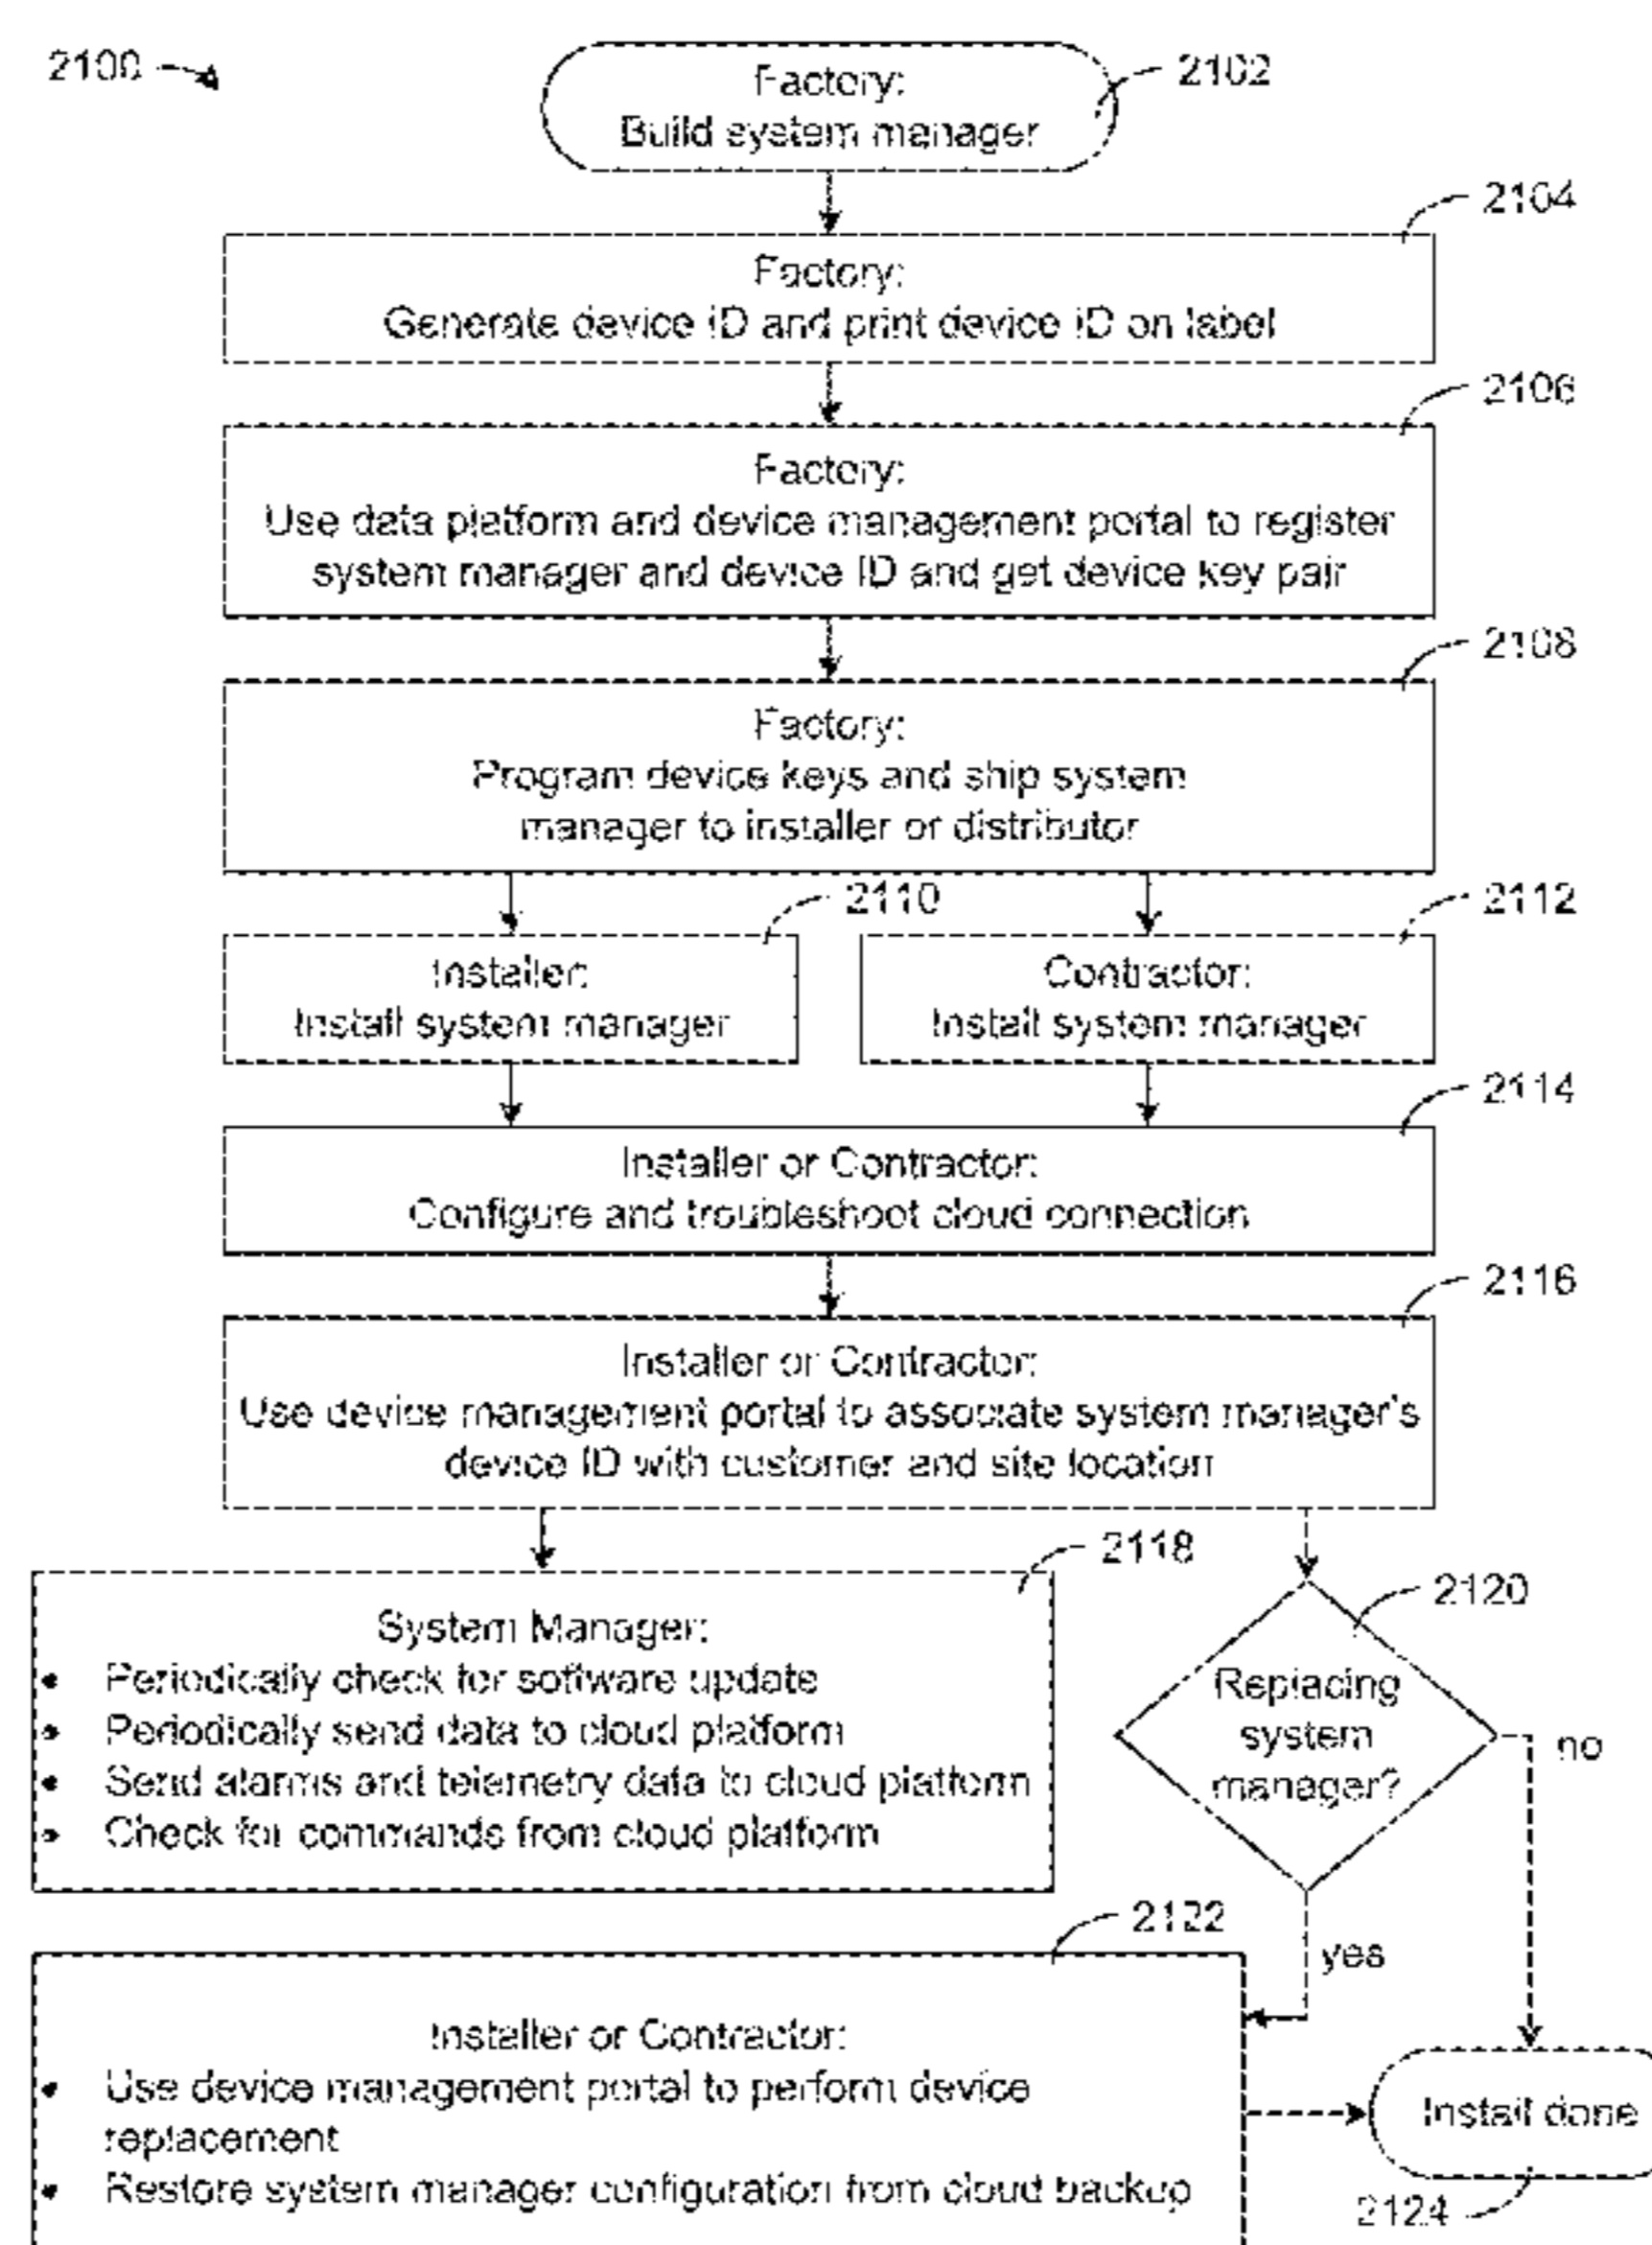 2100
2102
Factory:
Build system manager
2104
Factory:
Generate device ID and print device ID on label
2106
Factory:
Use data platform and device management portal to register
system manager and device ID and get device key pair
2108
Factory:
Program device keys and ship system
manager to installer or distributor
2110
2112
Installer:
Install system manager
Contractor:
Install system manager
2114
Installer or Contractor:
Configure and troubleshoot cloud connection
2116
Installer or Contractor:
Use device management portal to associate system manager's
device ID with customer and site location
2118
System Manager:
• Periodically check for software update
• Periodically send data to cloud platform
• Send alarms and telemetry data to cloud platform
• Check for commands from cloud platform
2120
Replacing
system
manager?
no
yes
2122
Installer or Contractor:
• Use device management portal to perform device
replacement
• Restore system manager configuration from cloud backup
Install done
2124